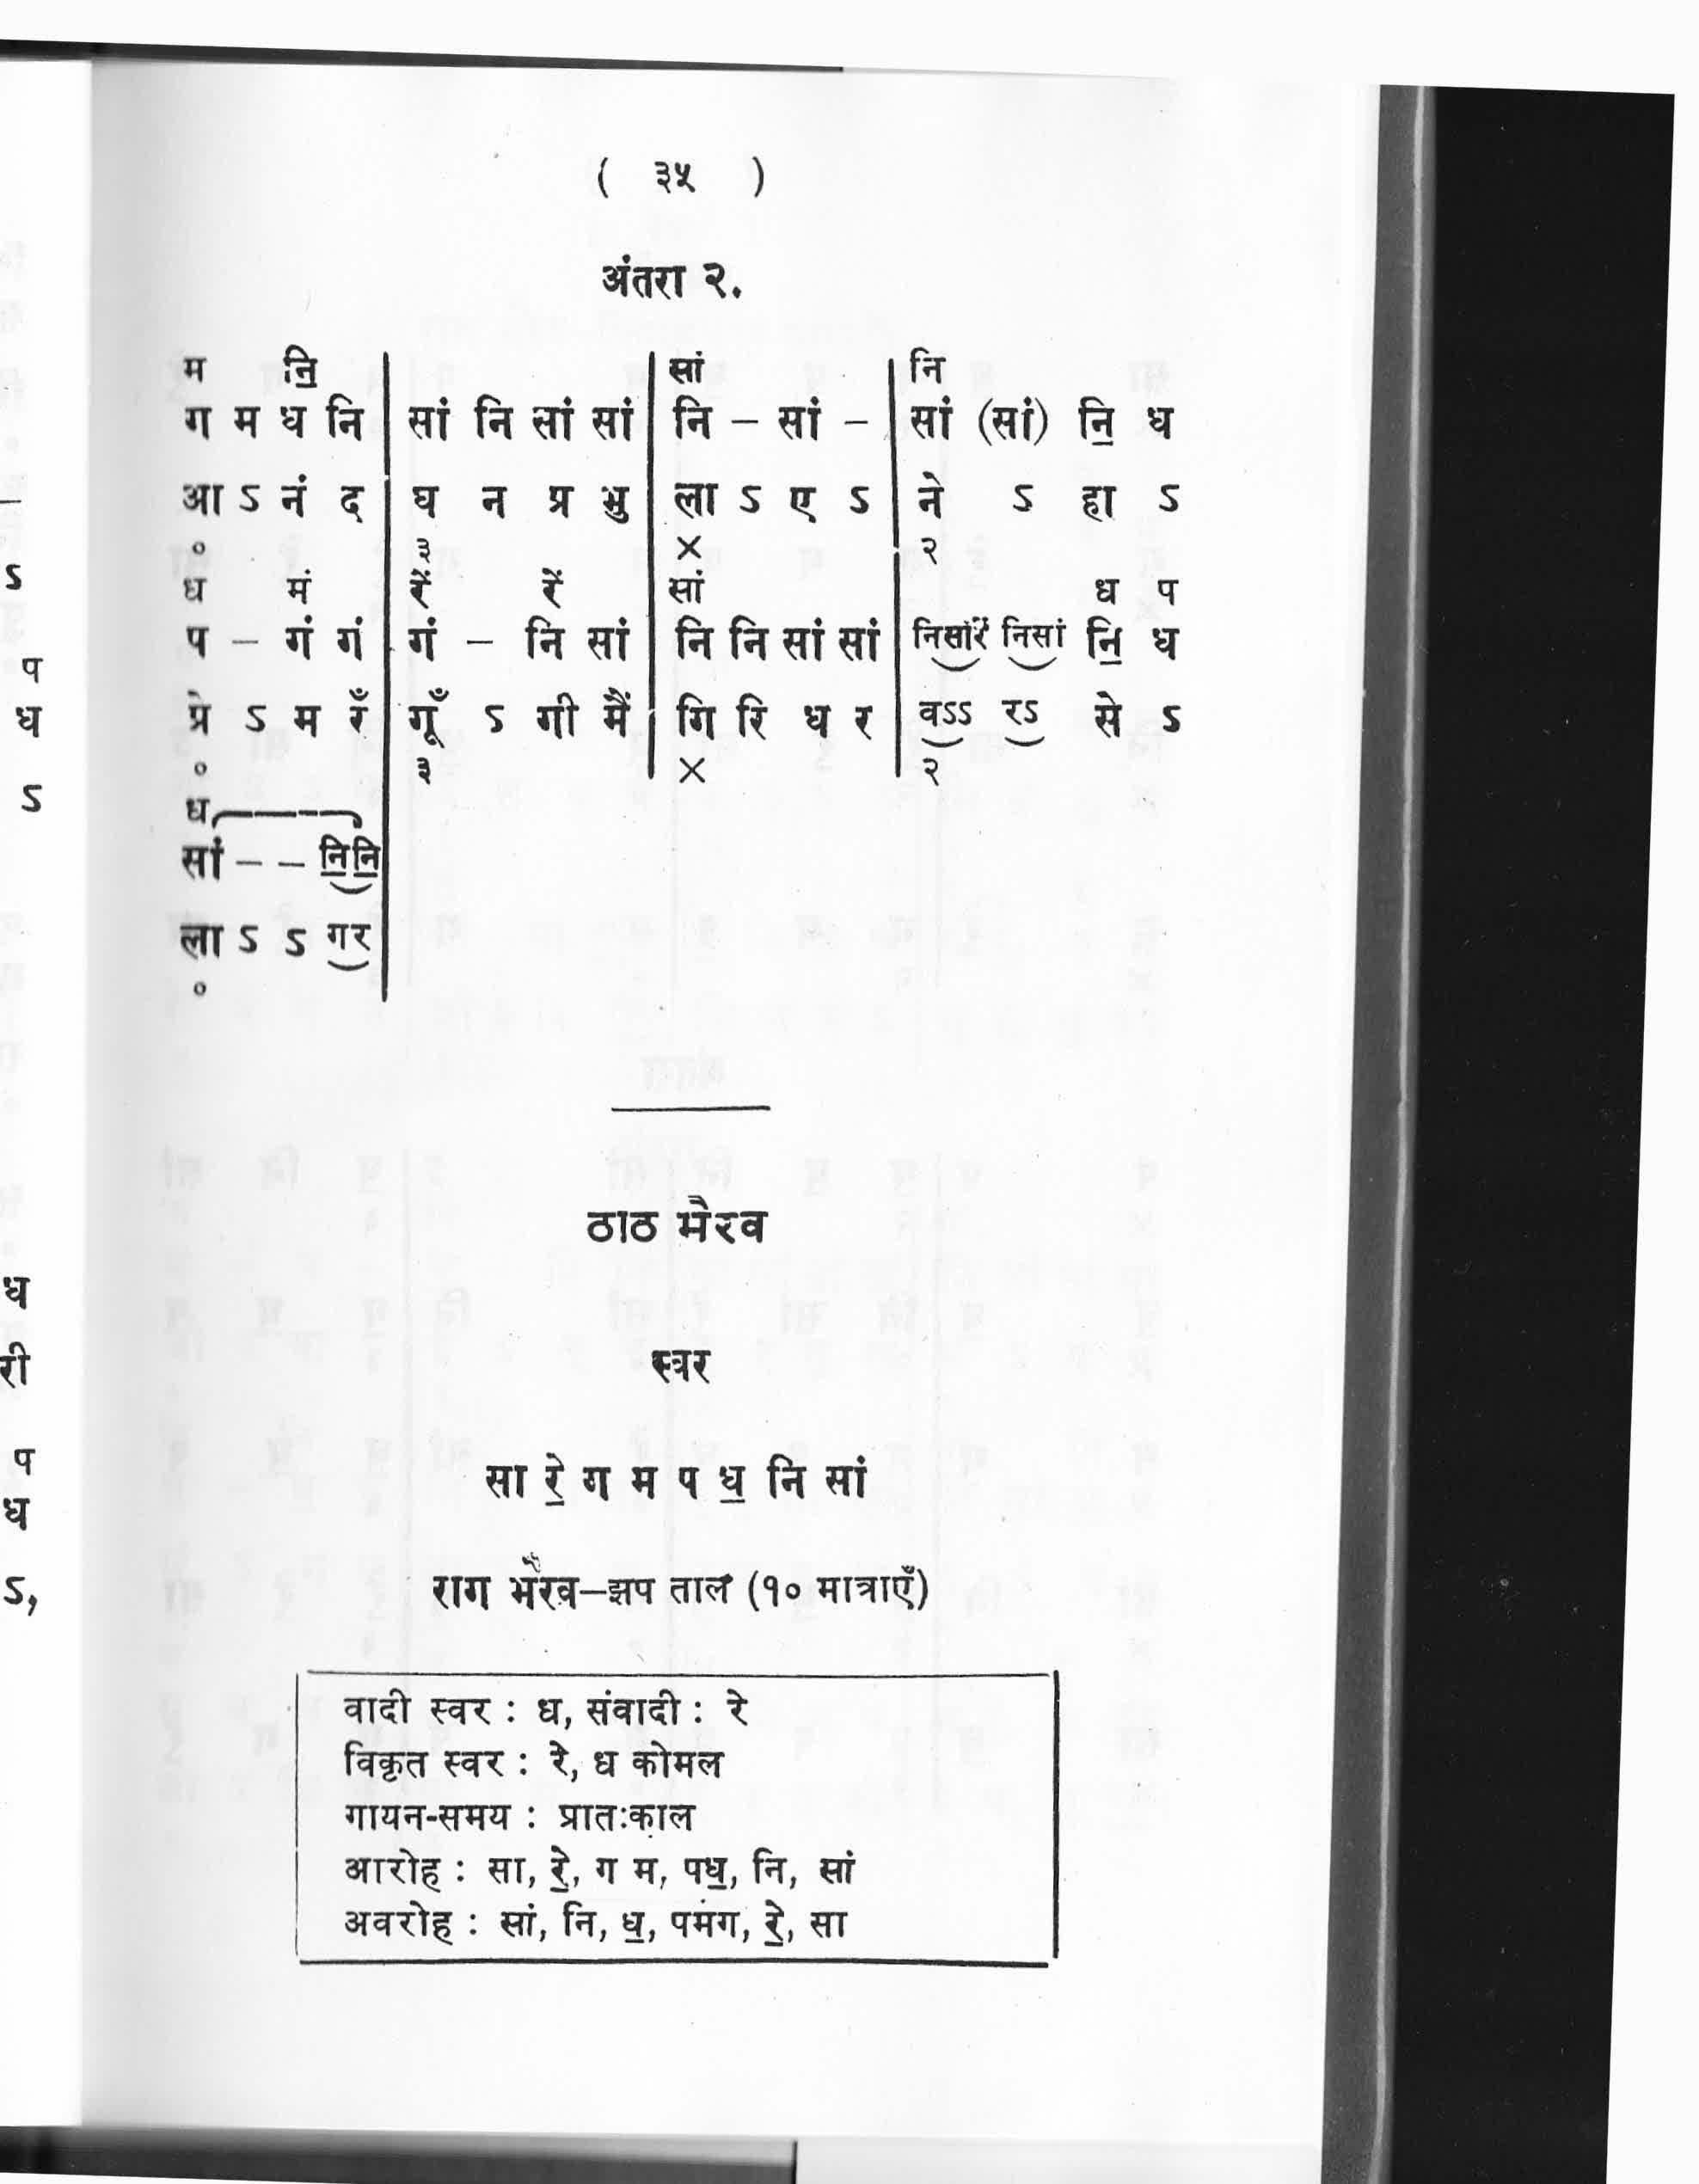 ( ३५ )
अंतरा २.
म नि॒ | | सां | नि
ग म ध नि | सां नि सां सां | नि – सां – | सां (सां) नि॒ ध
आ ऽ नं द | घ न प्र भु | ला ऽ ए ऽ | ने ऽ हा ऽ
० | ३ | × | २
ध मं | रें रें | सां | ध प
प – गं गं | गं – नि सां | नि नि सां सां | निसांरें निसां नि॒ ध
प्रे ऽ म रँ | गूँ ऽ गी मैं | गि रि ध र | वऽऽ रऽ से ऽ
० | ३ | × | २
ध
सां – – नि॒नि॒ |
ला ऽ ऽ गर |
०
ठाठ भैरव
स्वर
सा रे॒ ग म प ध॒ नि सां
राग भैरव–झप ताल (१० मात्राएँ)
वादी स्वर : ध, संवादी : रे
विकृत स्वर : रे, ध कोमल
गायन-समय : प्रातःकाल
आरोह : सा, रे॒, ग म, पध॒, नि, सां
अवरोह : सां, नि, ध॒, पमग, रे॒, सा
ऽ
प
ध
ऽ
ध
री
प
ध
ऽ,